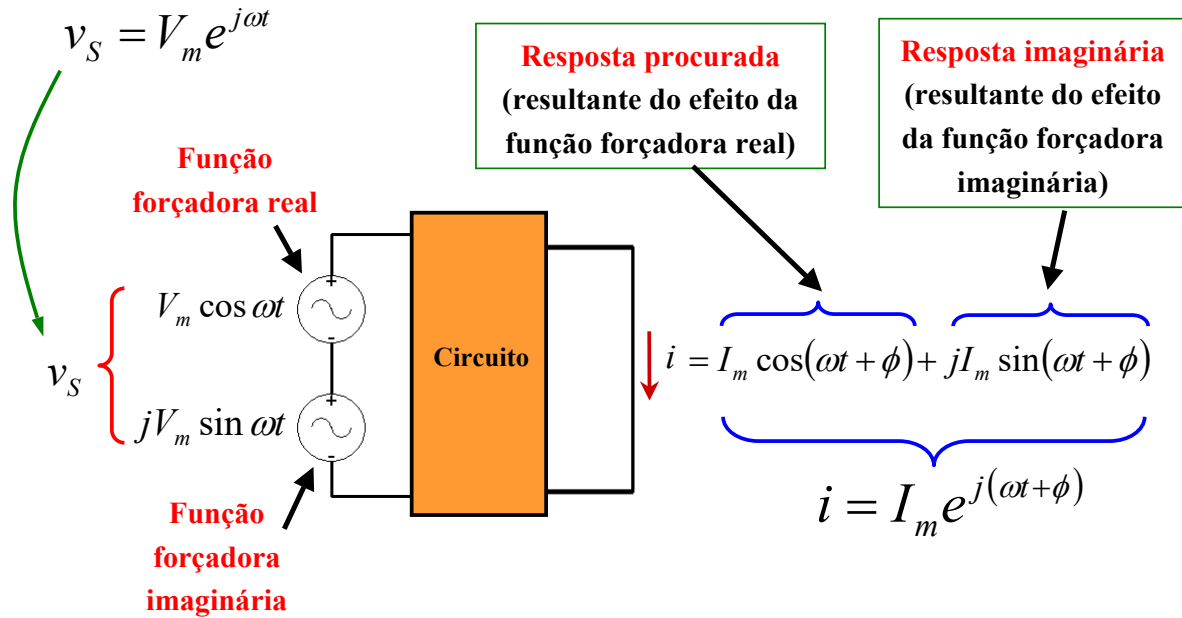 v_S = V_m e^{jωt}
Resposta procurada
(resultante do efeito da
função forçadora real)
Resposta imaginária
(resultante do efeito
da função forçadora
imaginária)
Função
forçadora real
V_m cos ωt
+
-
v_S
jV_m sin ωt
+
-
Circuito
i = I_m cos(ωt + ϕ) + jI_m sin(ωt + ϕ)
i = I_m e^{j(ωt+ϕ)}
Função
forçadora
imaginária